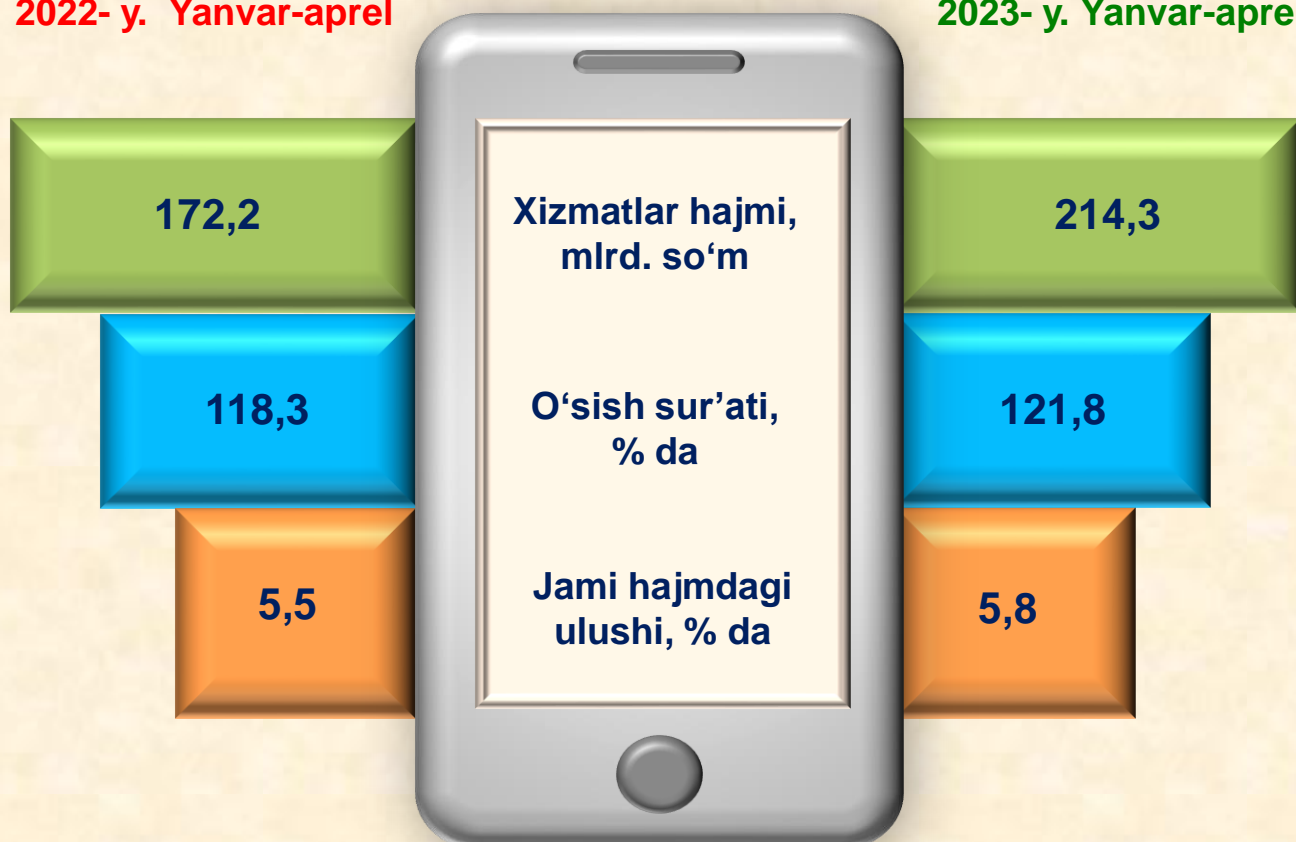 2022- y. Yanvar-aprel
2023- y. Yanvar-apre
172,2
Xizmatlar hajmi,
mlrd. so‘m
214,3
118,3
O‘sish sur’ati,
% da
121,8
5,5
Jami hajmdagi
ulushi, % da
5,8